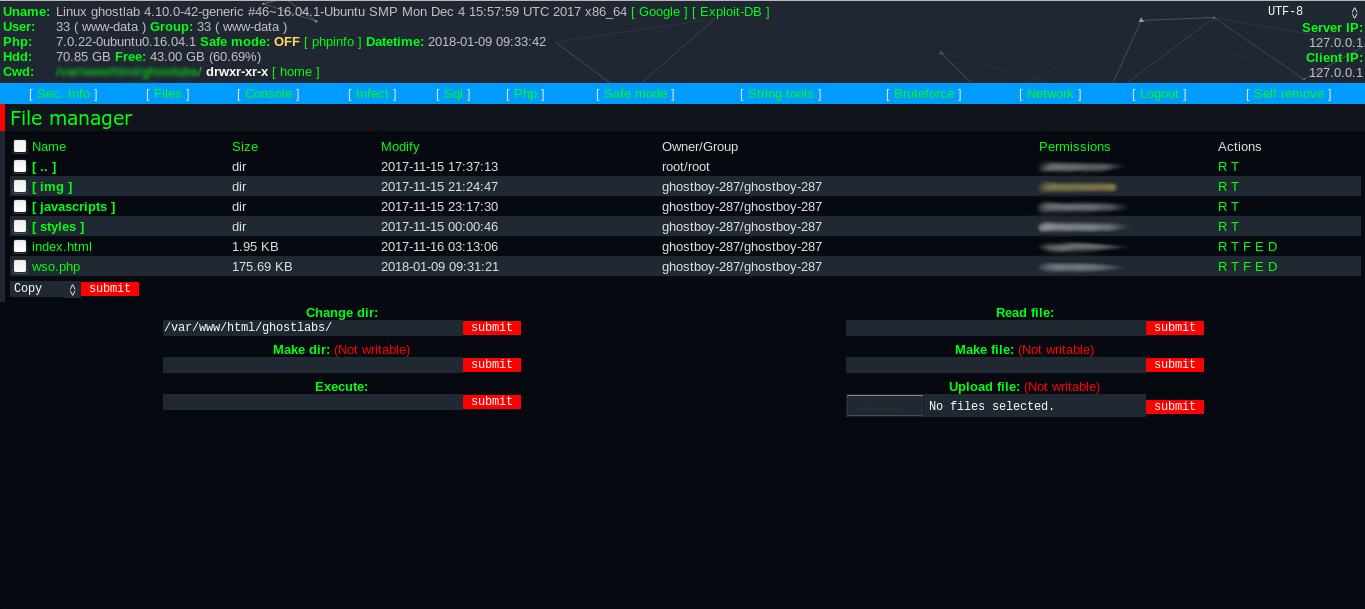 Uname: Linux ghostlab 4.10.0-42-generic #46~16.04.1-Ubuntu SMP Mon Dec 4 15:57:59 UTC 2017 x86_64 [ Google ] [ Exploit-DB ] UTF-8
User: 33 ( www-data ) Group: 33 ( www-data ) Server IP:
Php: 7.0.22-0ubuntu0.16.04.1 Safe mode: OFF [ phpinfo ] Datetime: 2018-01-09 09:33:42 127.0.0.1
Hdd: 70.85 GB Free: 43.00 GB (60.69%) Client IP:
Cwd: drwxr-xr-x [ home ] 127.0.0.1
[ Sec. Info ] [ Files ] [ Console ] [ Infect ] [ Sql ] [ Php ] [ Safe mode ] [ String tools ] [ Bruteforce ] [ Network ] [ Logout ] [ Self remove ]
File manager
Name Size Modify Owner/Group Permissions Actions
[ .. ] dir 2017-11-15 17:37:13 root/root R T
[ img ] dir 2017-11-15 21:24:47 ghostboy-287/ghostboy-287 R T
[ javascripts ] dir 2017-11-15 23:17:30 ghostboy-287/ghostboy-287 R T
[ styles ] dir 2017-11-15 00:00:46 ghostboy-287/ghostboy-287 R T
index.html 1.95 KB 2017-11-16 03:13:06 ghostboy-287/ghostboy-287 R T F E D
wso.php 175.69 KB 2018-01-09 09:31:21 ghostboy-287/ghostboy-287 R T F E D
Copy submit
Change dir: Read file:
/var/www/html/ghostlabs/ submit submit
Make dir: (Not writable) Make file: (Not writable)
submit submit
Execute: Upload file: (Not writable)
submit No files selected. submit